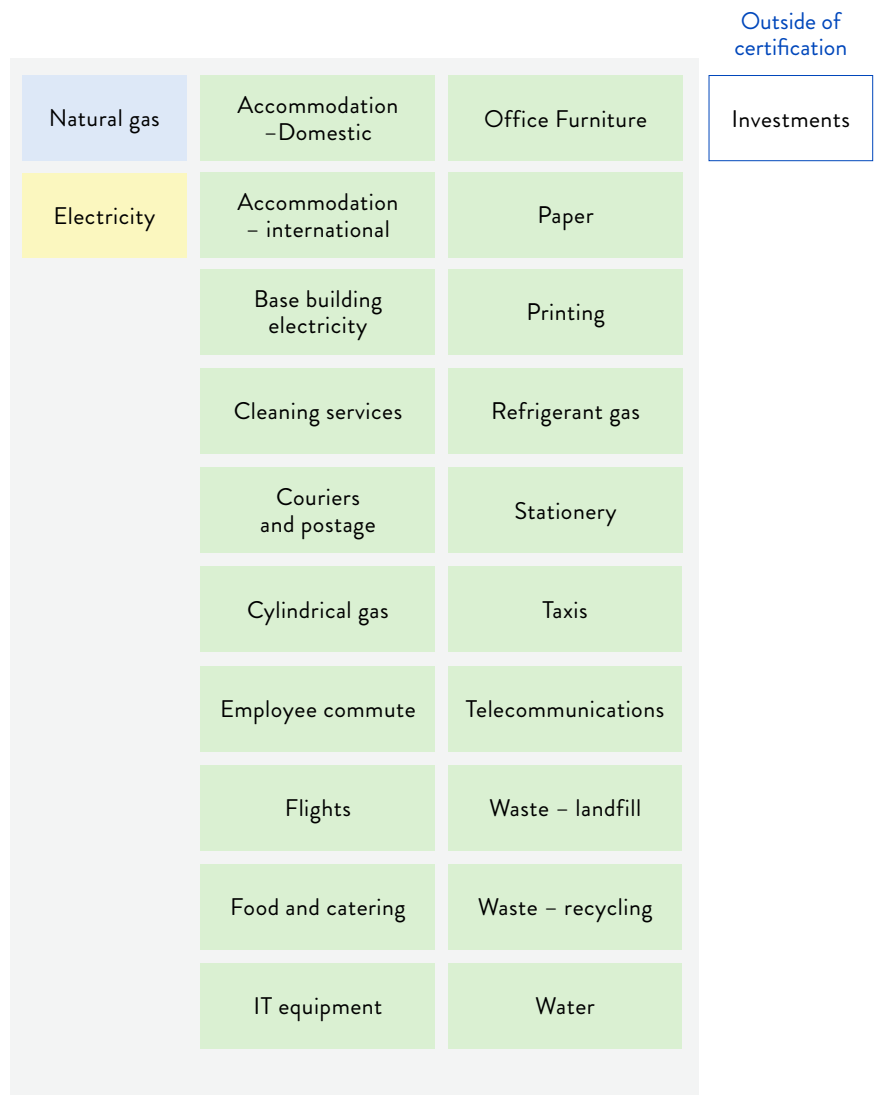 Outside of
certification
Natural gas
Accommodation
–Domestic
Office Furniture
Investments
Electricity
Accommodation
– international
Paper
Base building
electricity
Printing
Cleaning services
Refrigerant gas
Couriers
and postage
Stationery
Cylindrical gas
Taxis
Employee commute
Telecommunications
Flights
Waste – landfill
Food and catering
Waste – recycling
IT equipment
Water